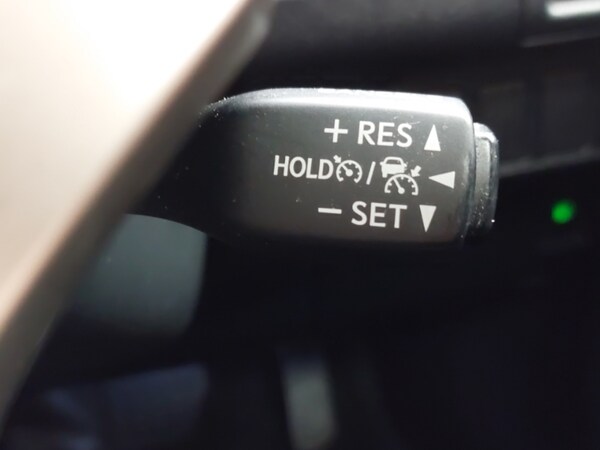 + RES ▲
HOLD / ◀
− SET ▼